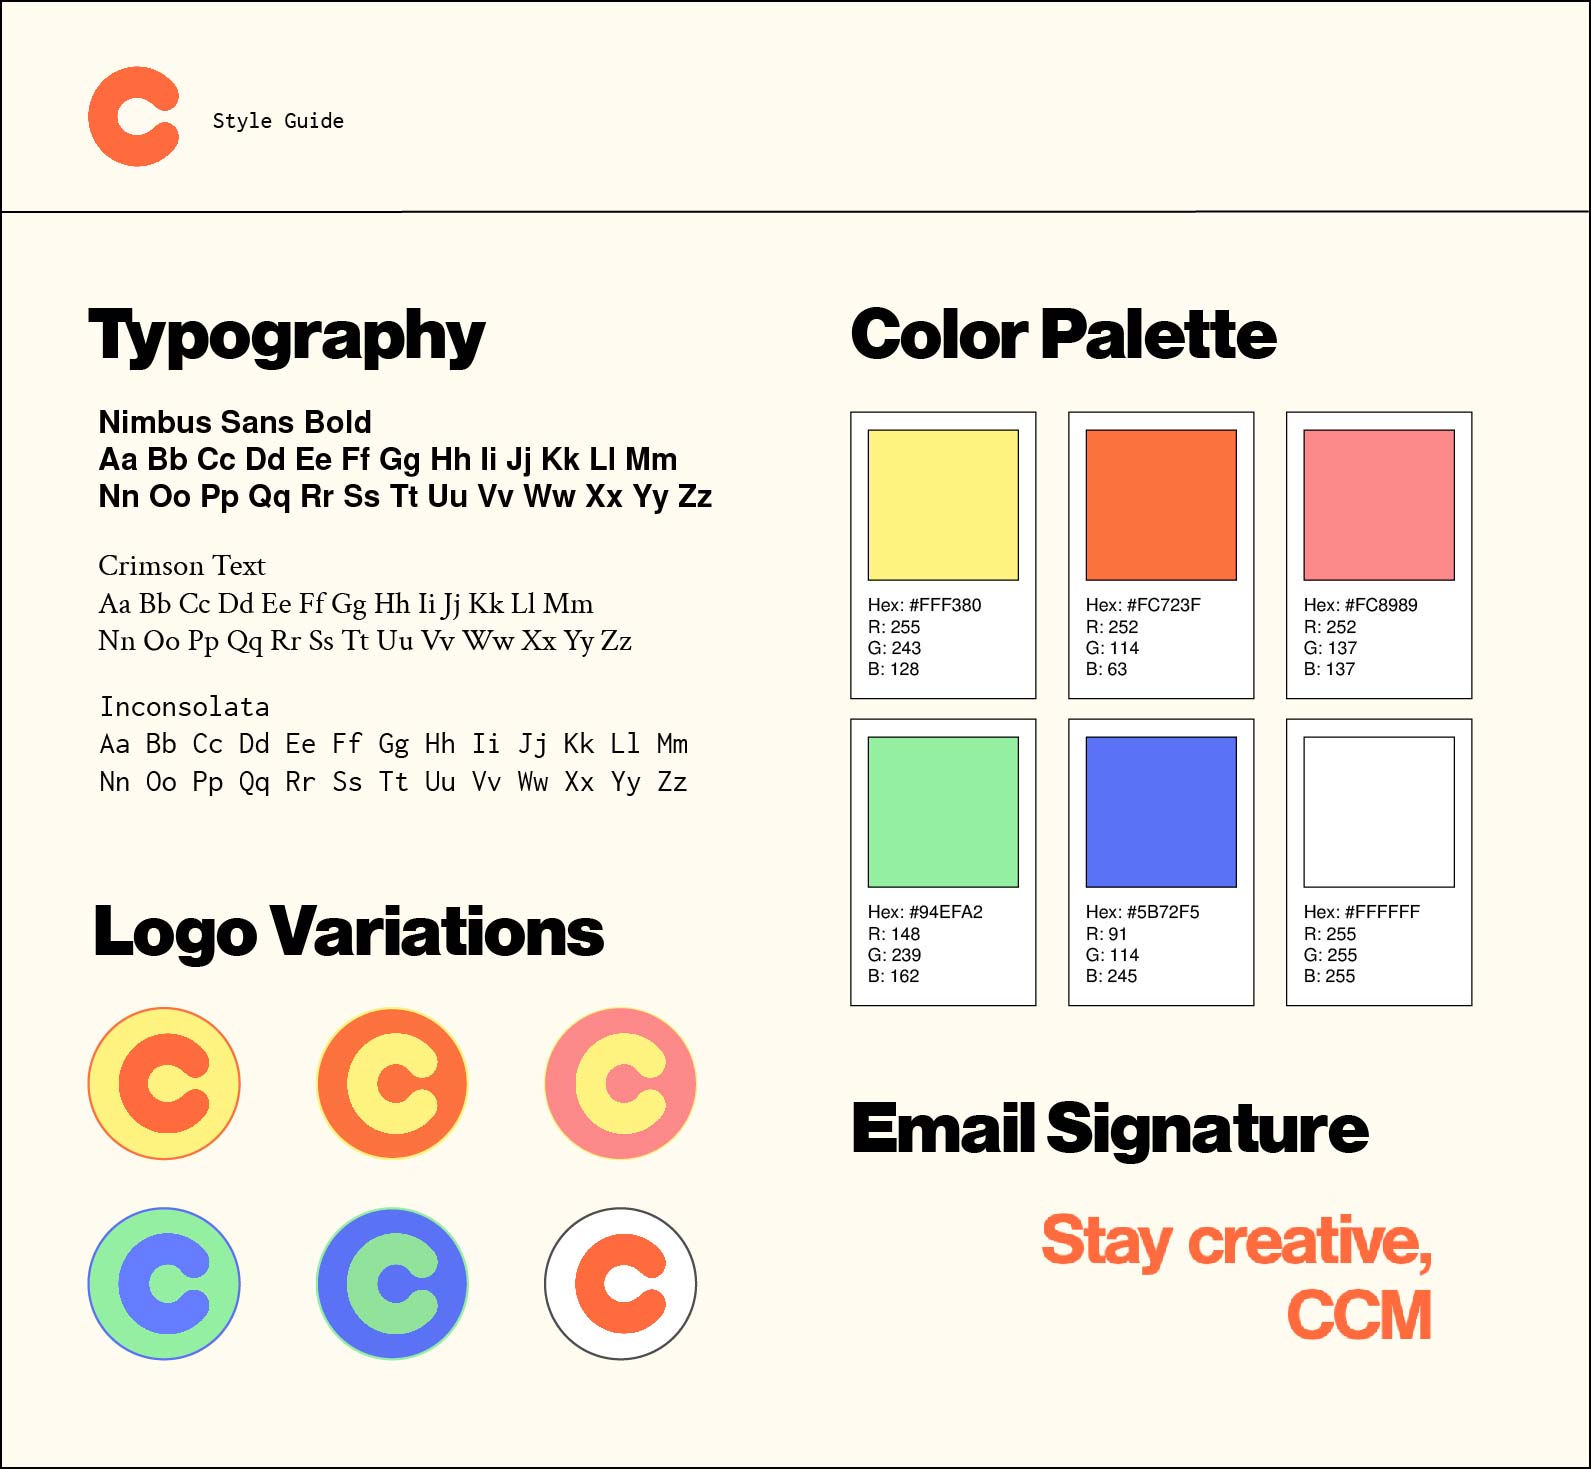 Style Guide
Typography
Nimbus Sans Bold
Aa Bb Cc Dd Ee Ff Gg Hh Ii Jj Kk Ll Mm
Nn Oo Pp Qq Rr Ss Tt Uu Vv Ww Xx Yy Zz
Crimson Text
Aa Bb Cc Dd Ee Ff Gg Hh Ii Jj Kk Ll Mm
Nn Oo Pp Qq Rr Ss Tt Uu Vv Ww Xx Yy Zz
Inconsolata
Aa Bb Cc Dd Ee Ff Gg Hh Ii Jj Kk Ll Mm
Nn Oo Pp Qq Rr Ss Tt Uu Vv Ww Xx Yy Zz
Logo Variations
C
C
C
C
C
C
Color Palette
Hex: #FFF380
R: 255
G: 243
B: 128
Hex: #FC723F
R: 252
G: 114
B: 63
Hex: #FC8989
R: 252
G: 137
B: 137
Hex: #94EFA2
R: 148
G: 239
B: 162
Hex: #5B72F5
R: 91
G: 114
B: 245
Hex: #FFFFFF
R: 255
G: 255
B: 255
Email Signature
Stay creative,
CCM